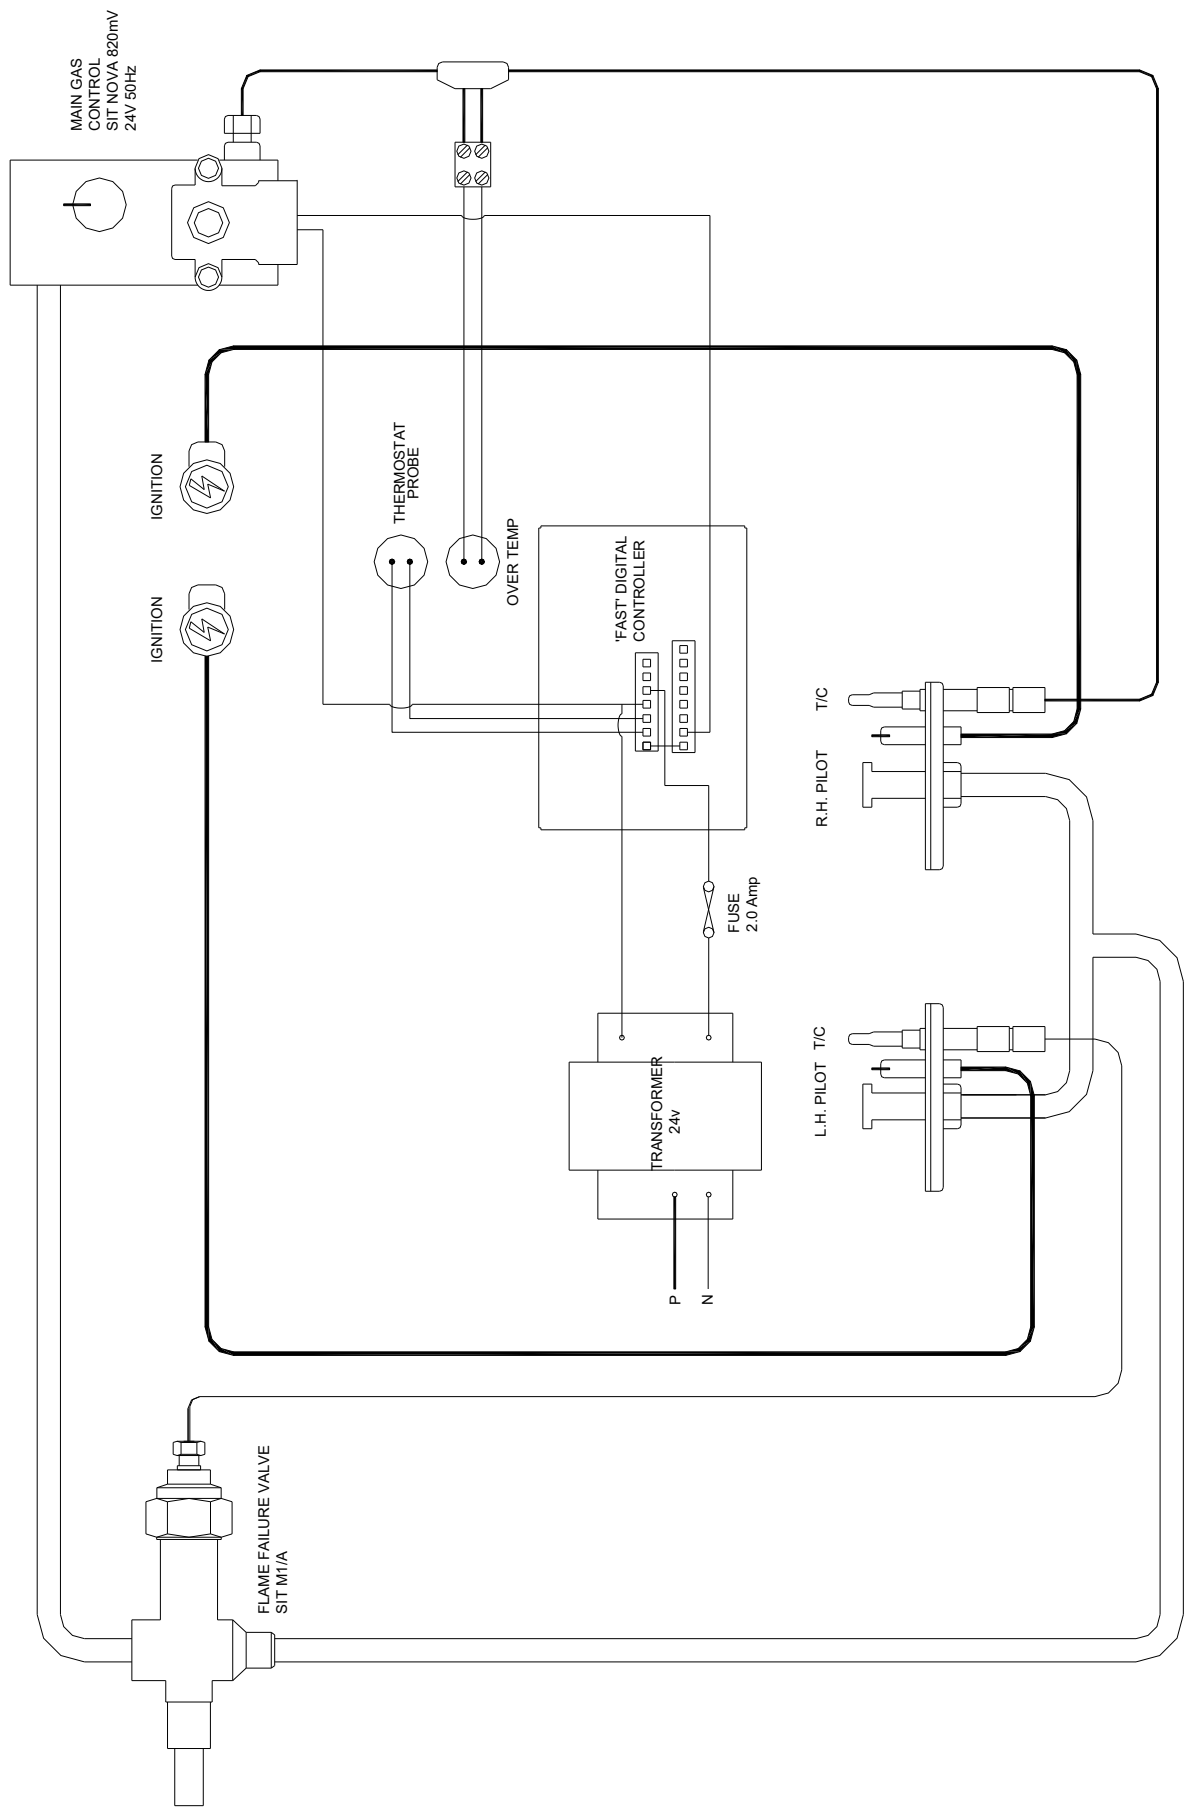 MAIN GAS
CONTROL
SIT NOVA 820mV
24V 50Hz
IGNITION
IGNITION
THERMOSTAT
PROBE
OVER TEMP
'FAST' DIGITAL
CONTROLLER
T/C
R.H. PILOT
FUSE
2.0 Amp
TRANSFORMER
24v
P
N
T/C
L.H. PILOT
FLAME FAILURE VALVE
SIT M1/A